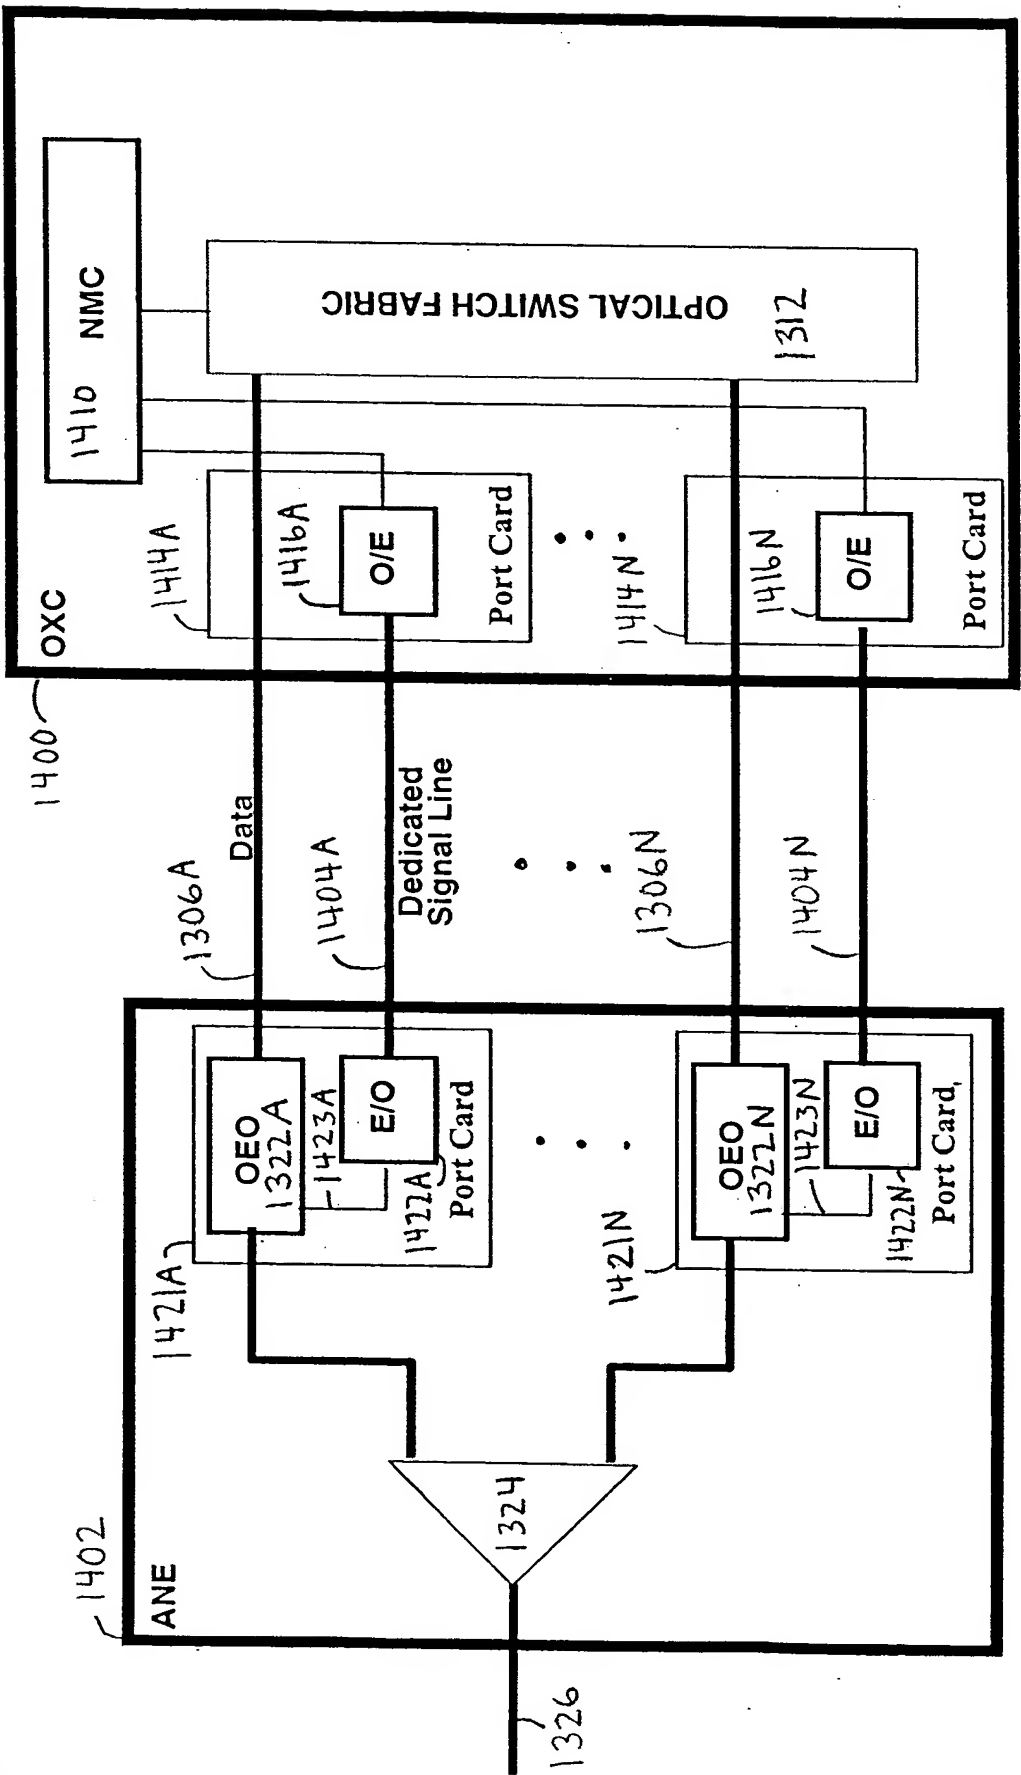 1402
ANE
1326
1324
1421A
OEO
1322A
1423A
E/O
1422A
Port Card
1421N
OEO
1322N
1423N
E/O
1422N
Port Card
1306A
Data
1404A
Dedicated
Signal Line
1306N
1404N
1400
OXC
1414A
1416A
O/E
Port Card
1414N
1416N
O/E
Port Card
1410 NMC
OPTICAL SWITCH FABRIC
1312